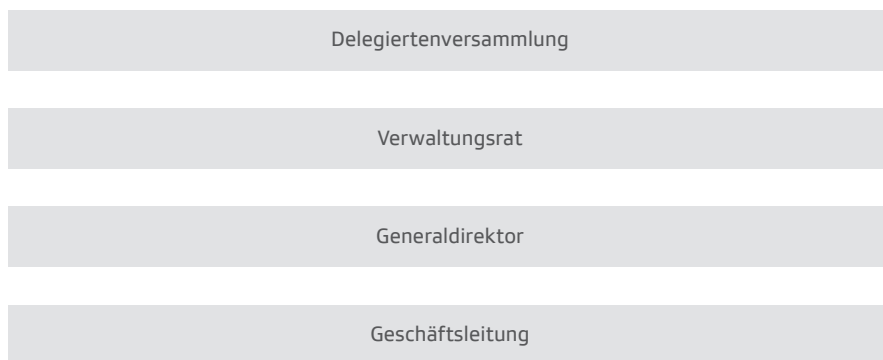 Delegiertenversammlung
Verwaltungsrat
Generaldirektor
Geschäftsleitung